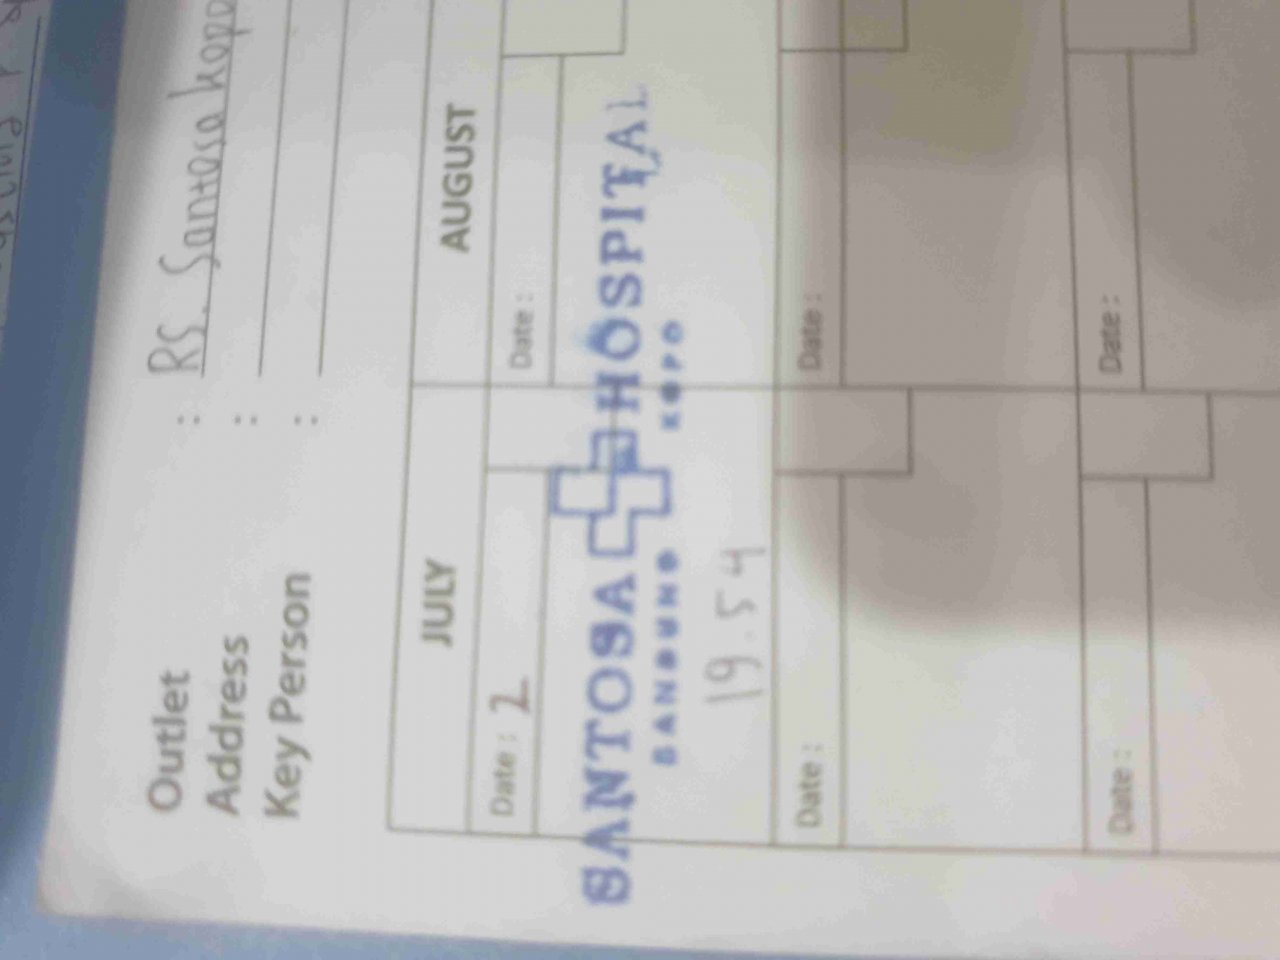 Outlet : RS. Santosa Kopo
Address :
Key Person :
JULY AUGUST
Date : 2 Date :
SANTOSA HOSPITAL
BANDUNG KOPO
19.54
Date : Date :
Date : Date :